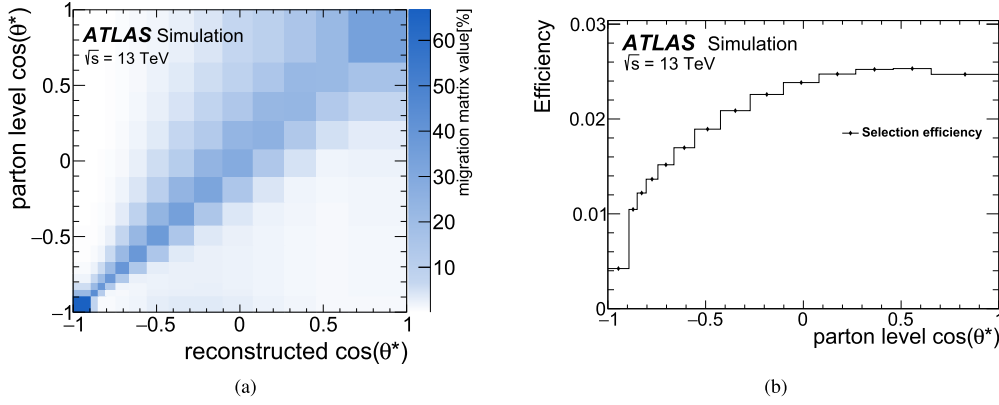 ATLAS Simulation
√s = 13 TeV
parton level cos(θ*)
1
0.5
0
−0.5
−1
−1 −0.5 0 0.5 1
reconstructed cos(θ*)
60
50
40
30
20
10
migration matrix value[%]
(a)
ATLAS Simulation
√s = 13 TeV
Efficiency
0.03
0.02
0.01
0
Selection efficiency
−1 −0.5 0 0.5 1
parton level cos(θ*)
(b)